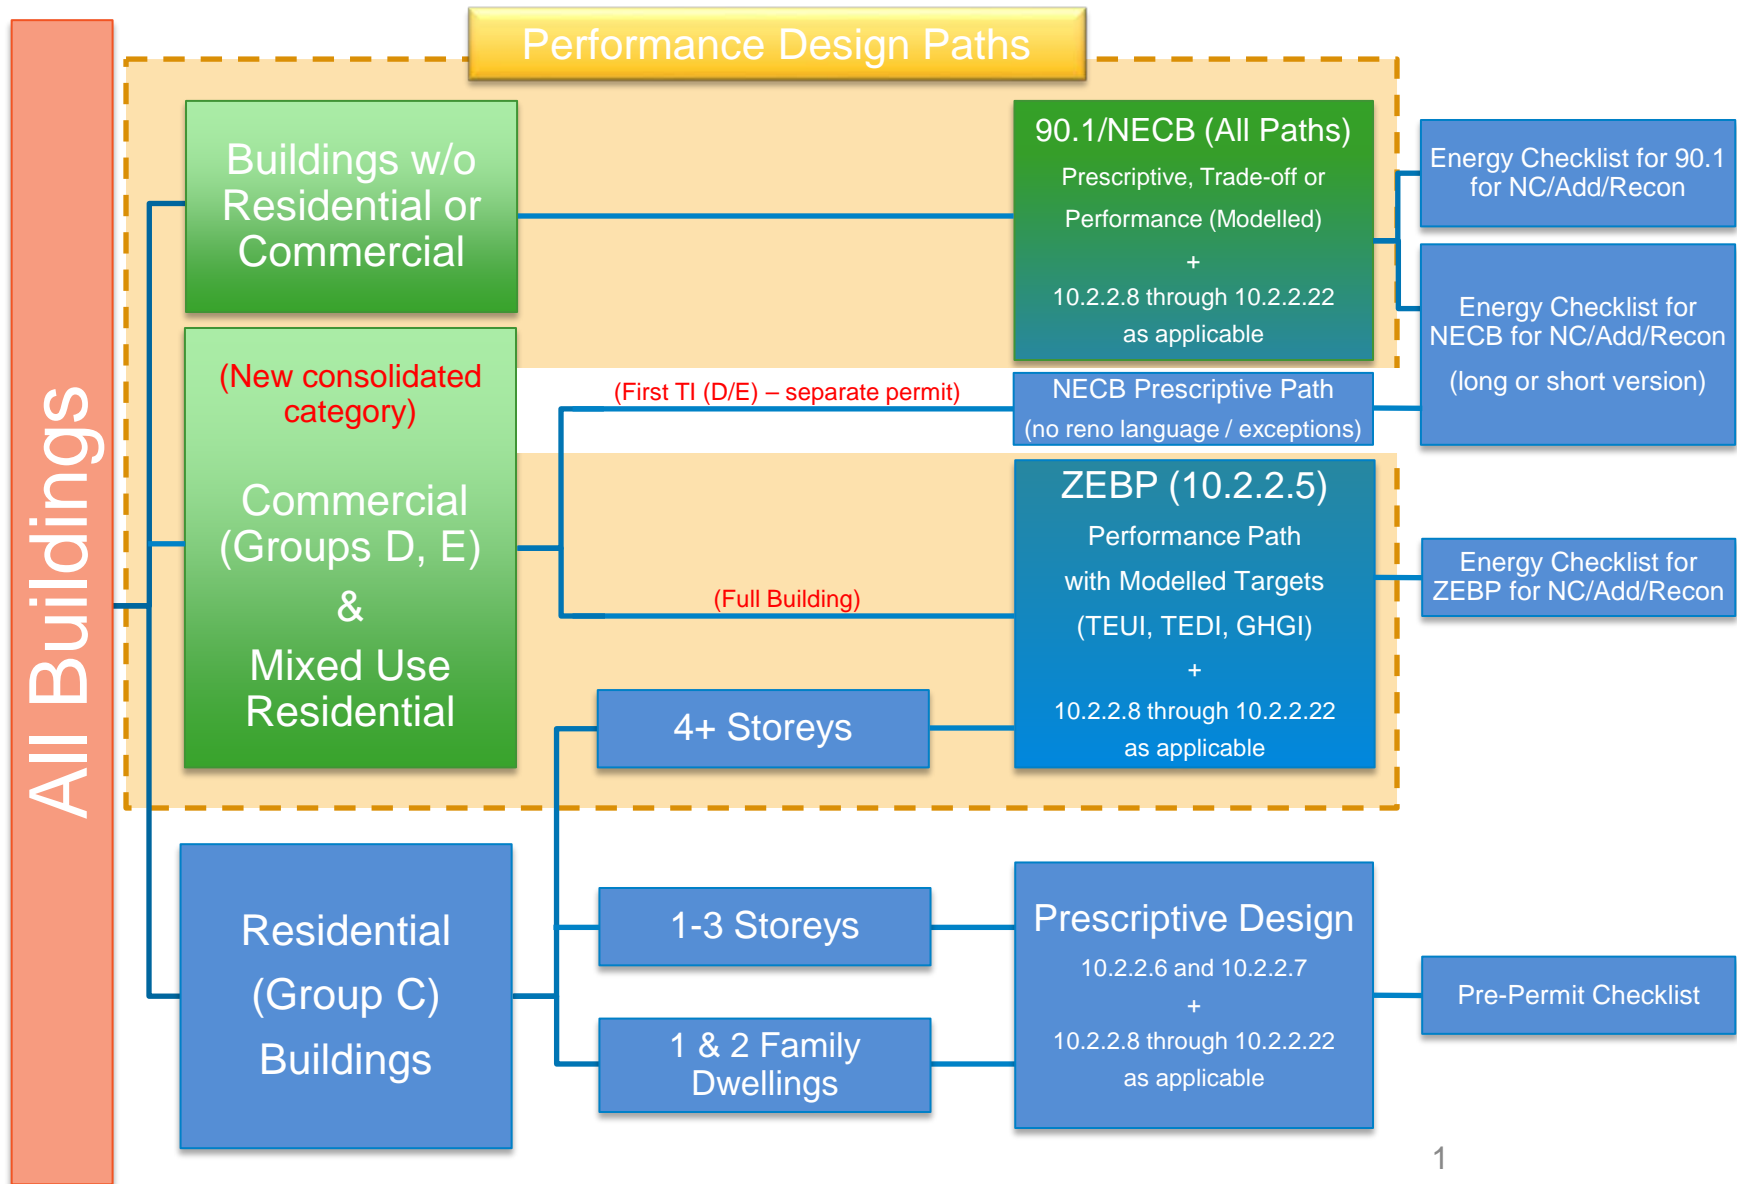 Performance Design Paths
All Buildings
Buildings w/o
Residential or
Commercial
90.1/NECB (All Paths)
Prescriptive, Trade-off or
Performance (Modelled)
+
10.2.2.8 through 10.2.2.22
as applicable
Energy Checklist for 90.1
for NC/Add/Recon
Energy Checklist for
NECB for NC/Add/Recon
(long or short version)
(New consolidated
category)
Commercial
(Groups D, E)
&
Mixed Use
Residential
(First TI (D/E) – separate permit)
NECB Prescriptive Path
(no reno language / exceptions)
(Full Building)
ZEBP (10.2.2.5)
Performance Path
with Modelled Targets
(TEUI, TEDI, GHGI)
+
10.2.2.8 through 10.2.2.22
as applicable
Energy Checklist for
ZEBP for NC/Add/Recon
4+ Storeys
Residential
(Group C)
Buildings
1-3 Storeys
1 & 2 Family
Dwellings
Prescriptive Design
10.2.2.6 and 10.2.2.7
+
10.2.2.8 through 10.2.2.22
as applicable
Pre-Permit Checklist
1